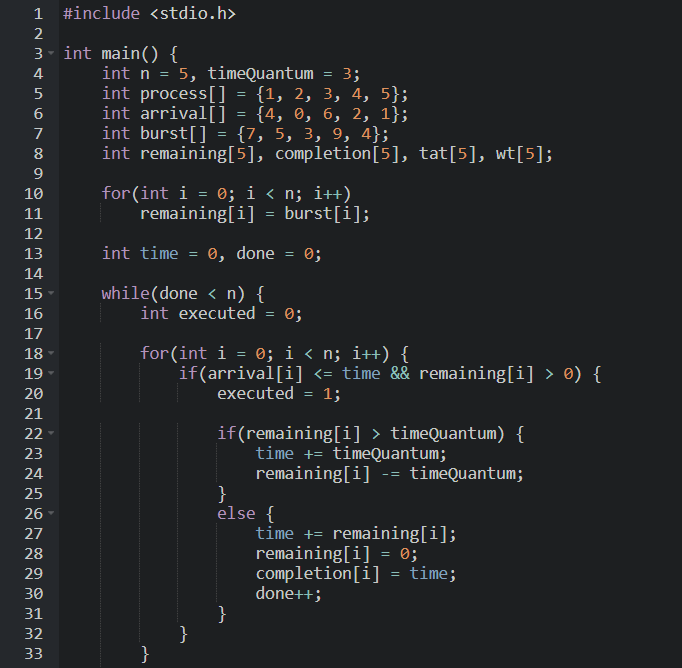 1 #include <stdio.h>
2
3 int main() {
4     int n = 5, timeQuantum = 3;
5     int process[] = {1, 2, 3, 4, 5};
6     int arrival[] = {4, 0, 6, 2, 1};
7     int burst[] = {7, 5, 3, 9, 4};
8     int remaining[5], completion[5], tat[5], wt[5];
9
10     for(int i = 0; i < n; i++)
11         remaining[i] = burst[i];
12
13     int time = 0, done = 0;
14
15     while(done < n) {
16         int executed = 0;
17
18         for(int i = 0; i < n; i++) {
19             if(arrival[i] <= time && remaining[i] > 0) {
20                 executed = 1;
21
22                 if(remaining[i] > timeQuantum) {
23                     time += timeQuantum;
24                     remaining[i] -= timeQuantum;
25                 }
26                 else {
27                     time += remaining[i];
28                     remaining[i] = 0;
29                     completion[i] = time;
30                     done++;
31                 }
32             }
33         }